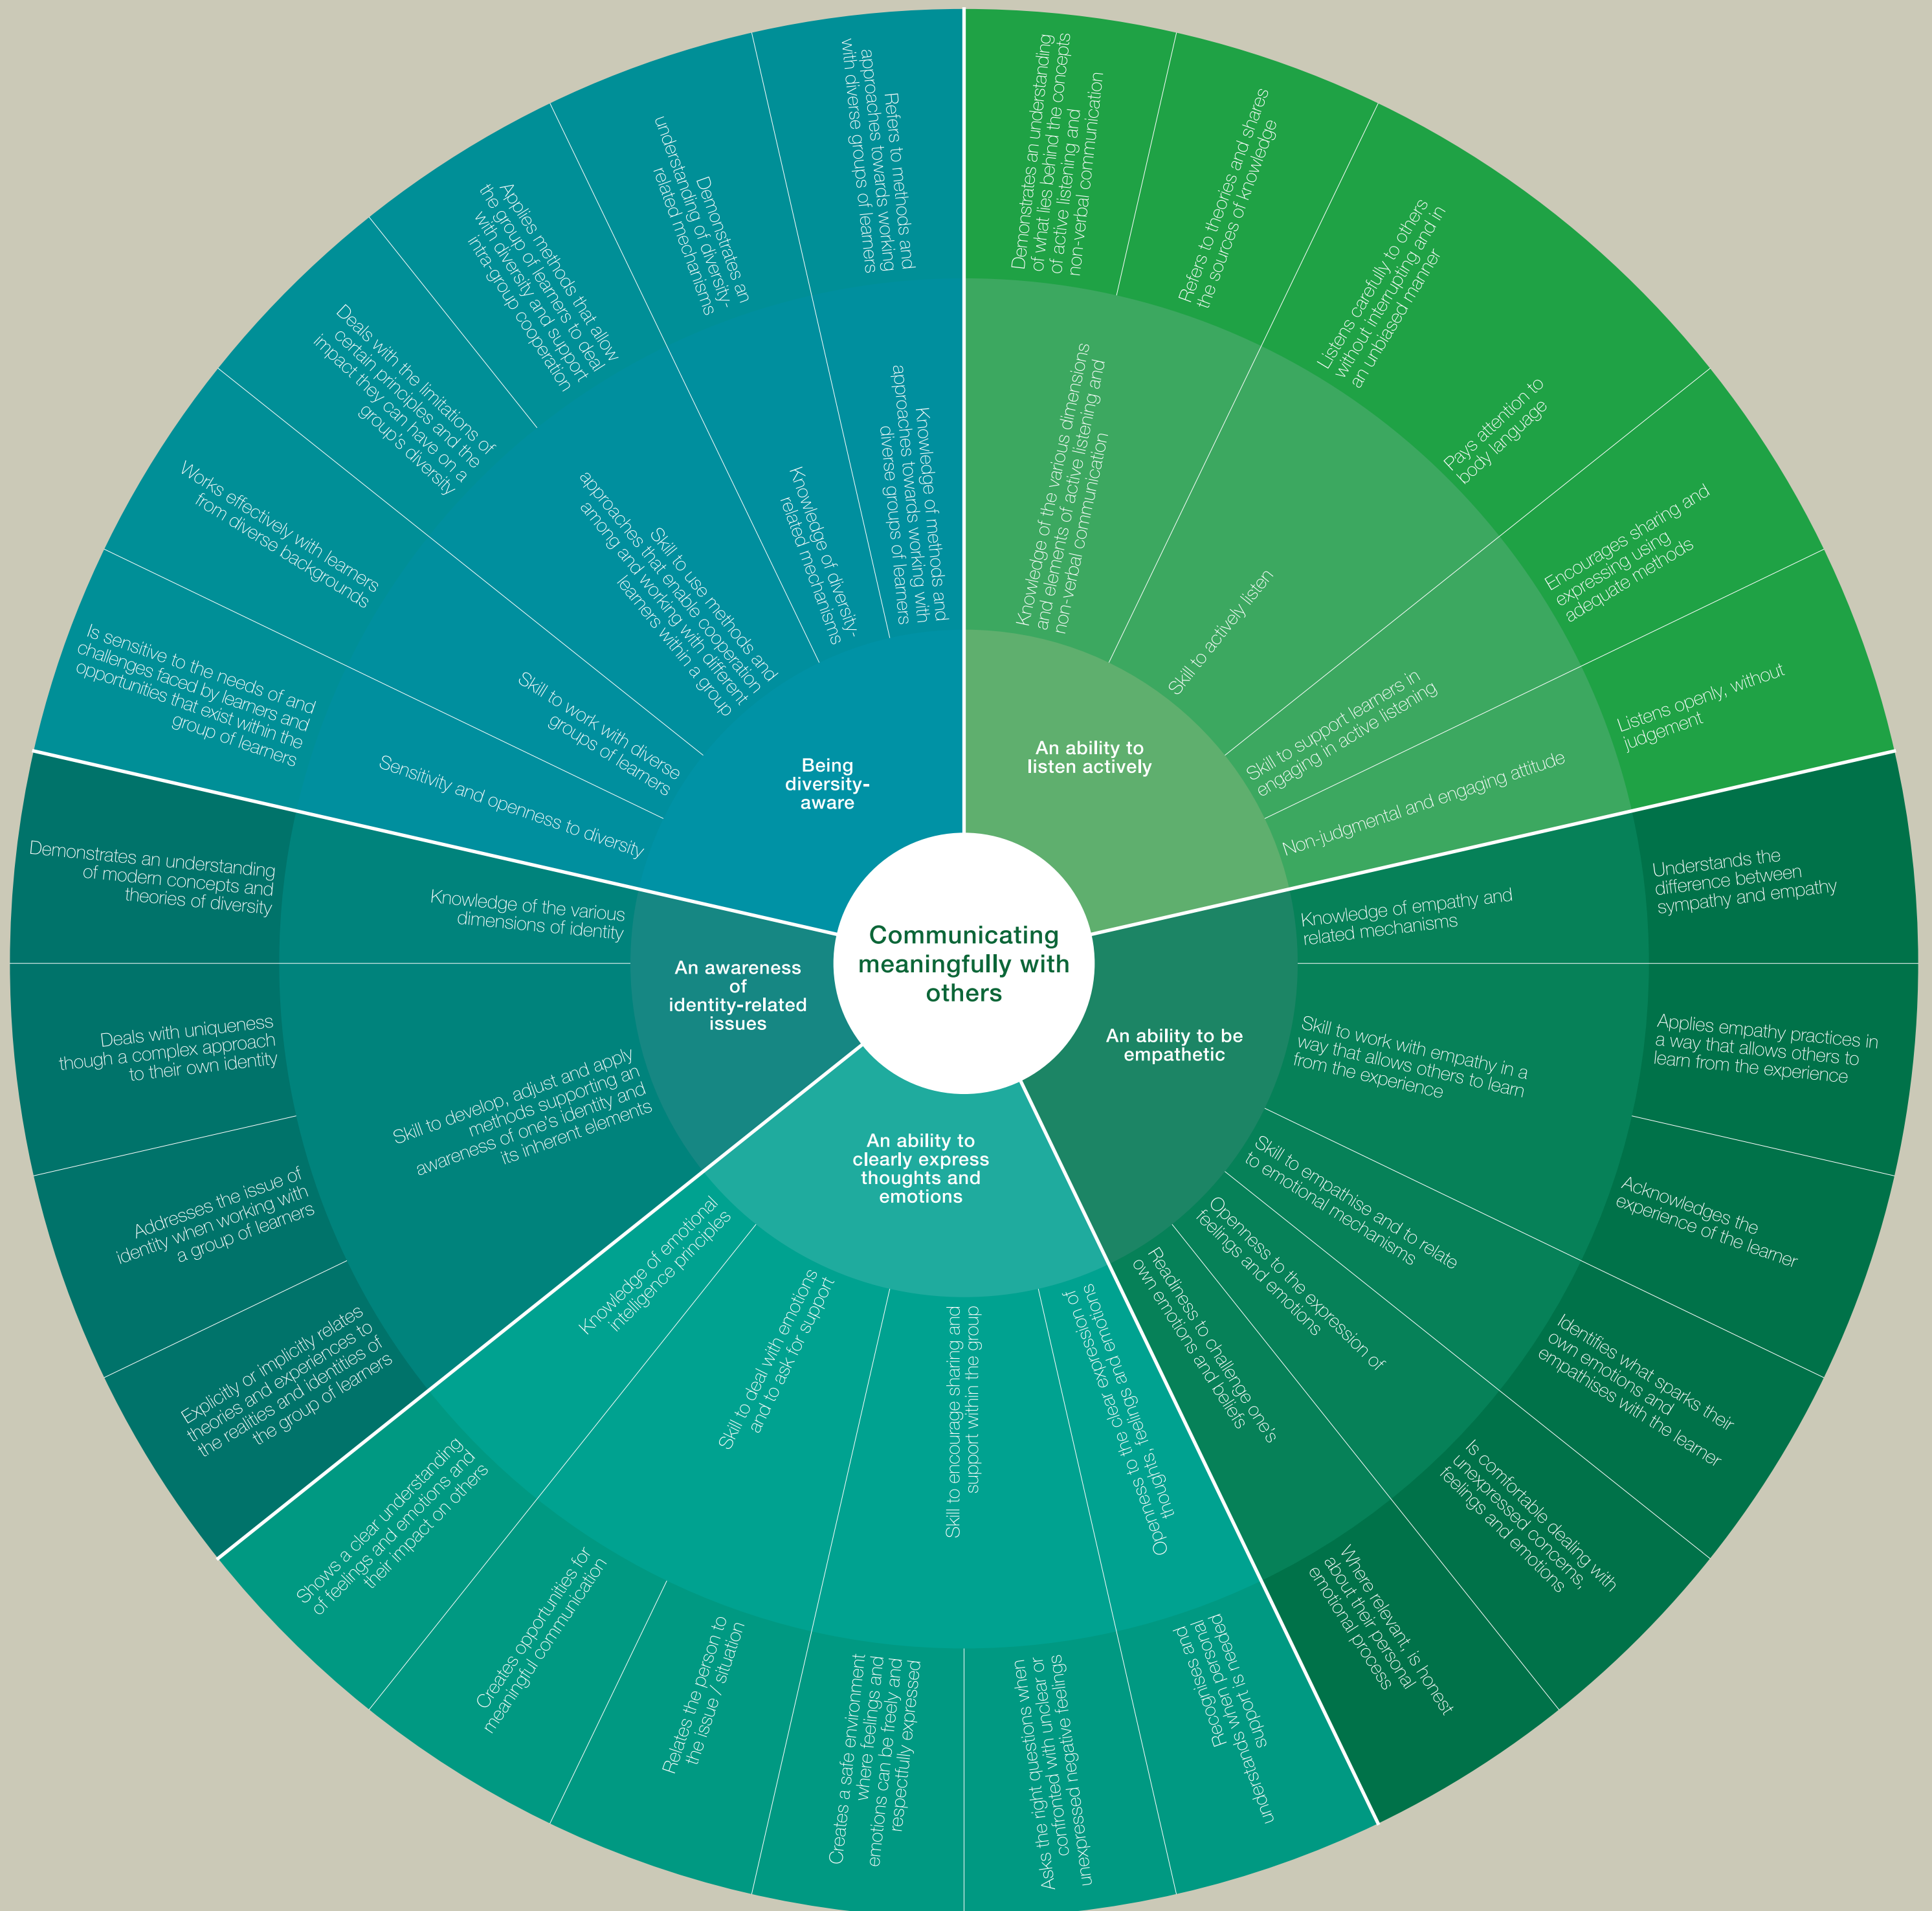 Communicating
meaningfully with
others
An ability to
listen actively
Knowledge of the various dimensions
and elements of active listening and
non-verbal communication
Demonstrates an understanding
of what lies behind the concepts
of active listening and
non-verbal communication
Refers to theories and shares
the sources of knowledge
Skill to actively listen
Listens carefully to others
without interrupting and in
an unbiased manner
Pays attention to
body language
Skill to support learners in
engaging in active listening
Encourages sharing and
expressing using
adequate methods
Non-judgmental and engaging attitude
Listens openly, without
judgement
An ability to be
empathetic
Knowledge of empathy and
related mechanisms
Understands the
difference between
sympathy and empathy
Skill to work with empathy in a
way that allows others to learn
from the experience
Applies empathy practices in
a way that allows others to
learn from the experience
Acknowledges the
experience of the learner
Skill to empathise and to relate
to emotional mechanisms
Identifies what sparks their
own emotions and
empathises with the learner
Openness to the expression of
feelings and emotions
Is comfortable dealing with
unexpressed concerns,
feelings and emotions
Readiness to challenge one's
own emotions and beliefs
Where relevant, is honest
about their personal
emotional process
An ability to
clearly express
thoughts and
emotions
Openness to the clear expression of
thoughts, feelings and emotions
Recognises and
understands when personal
support is needed
Skill to encourage sharing and
support within the group
Asks the right questions when
confronted with unclear or
unexpressed negative feelings
Creates a safe environment
where feelings and
emotions can be freely and
respectfully expressed
Skill to deal with emotions
and to ask for support
Relates the person to
the issue / situation
Creates opportunities for
meaningful communication
Knowledge of emotional
intelligence principles
Shows a clear understanding
of feelings and emotions and
their impact on others
An awareness
of
identity-related
issues
Skill to develop, adjust and apply
methods supporting an
awareness of one's identity and
its inherent elements
Explicitly or implicitly relates
theories and experiences to
the realities and identities of
the group of learners
Addresses the issue of
identity when working with
a group of learners
Deals with uniqueness
though a complex approach
to their own identity
Knowledge of the various
dimensions of identity
Demonstrates an understanding
of modern concepts and
theories of diversity
Being
diversity-
aware
Sensitivity and openness to diversity
Is sensitive to the needs of and
challenges faced by learners and
opportunities that exist within the
group of learners
Skill to work with diverse
groups of learners
Works effectively with learners
from diverse backgrounds
Skill to use methods and
approaches that enable cooperation
among and working with different
learners within a group
Deals with the limitations of
certain principles and the
impact they can have on a
group's diversity
Applies methods that allow
the group of learners to deal
with diversity and support
intra-group cooperation
Knowledge of diversity-
related mechanisms
Demonstrates an
understanding of diversity-
related mechanisms
Knowledge of methods and
approaches towards working with
diverse groups of learners
Refers to methods and
approaches towards working
with diverse groups of learners